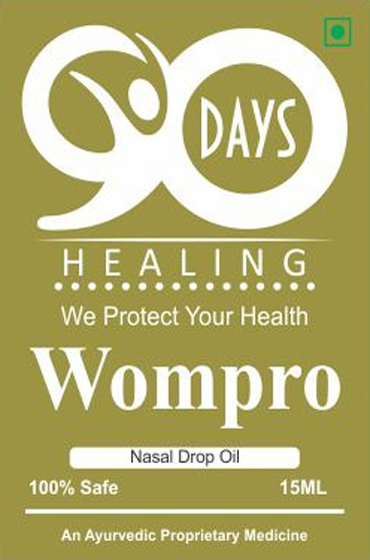 90
DAYS
HEALING
We Protect Your Health
Wompro
Nasal Drop Oil
100% Safe 15ML
An Ayurvedic Proprietary Medicine